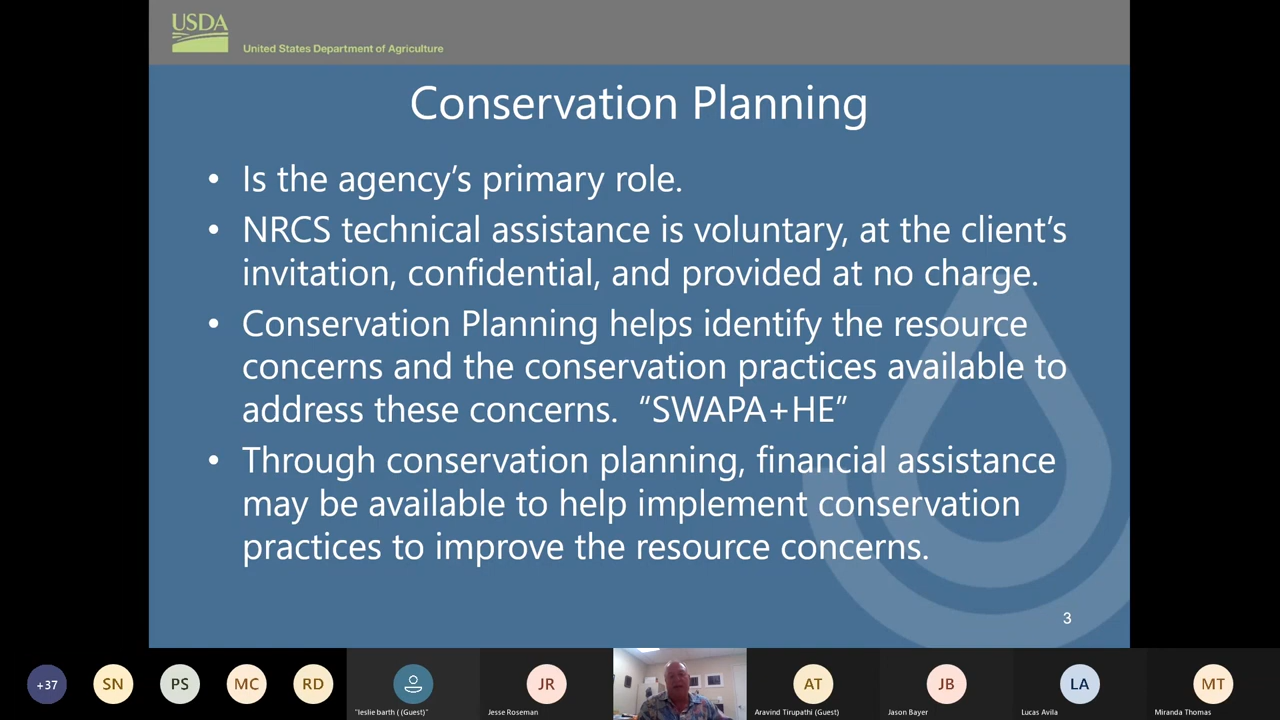 USDA
United States Department of Agriculture
Conservation Planning
• Is the agency’s primary role.
• NRCS technical assistance is voluntary, at the client’s
invitation, confidential, and provided at no charge.
• Conservation Planning helps identify the resource
concerns and the conservation practices available to
address these concerns. “SWAPA+HE”
• Through conservation planning, financial assistance
may be available to help implement conservation
practices to improve the resource concerns.
3
+37
SN
PS
MC
RD
JR
AT
JB
LA
MT
"leslie barth ( (Guest)"
Jesse Roseman
Aravind Tirupathi (Guest)
Jason Bayer
Lucas Avila
Miranda Thomas